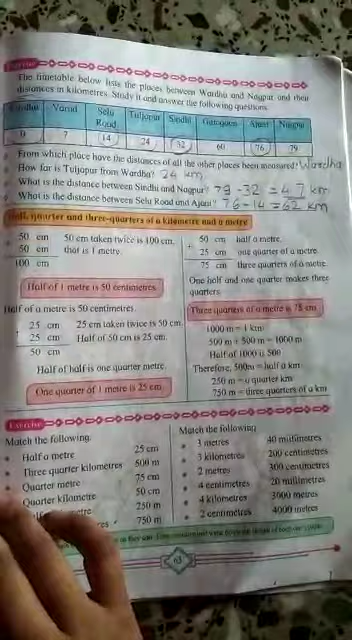 Exercise
The timetable below lists the places between Wardha and Nagpur and their
distances in kilometres. Study it and answer the following questions.
Wardha Varud Selu Road Tuljapur Sindhi Gumgaon Ajani Nagpur
0 7 14 24 32 60 76 79
From which place have the distances of all the other places been measured? Wardha
How far is Tuljapur from Wardha? 24 km
What is the distance between Sindhi and Nagpur? 79 - 32 = 47 km
What is the distance between Selu Road and Ajani? 76 - 14 = 62 km
Half, quarter and three-quarters of a kilometre and a metre
50 cm 50 cm taken twice is 100 cm,
50 cm that is 1 metre.
100 cm
Half of 1 metre is 50 centimetres.
Half of a metre is 50 centimetres.
25 cm 25 cm taken twice is 50 cm.
25 cm Half of 50 cm is 25 cm.
50 cm
Half of half is one quarter metre.
One quarter of 1 metre is 25 cm.
50 cm half a metre
+ 25 cm one quarter of a metre
75 cm three quarters of a metre
One half and one quarter makes three
quarters.
Three quarters of a metre is 75 cm
1000 m = 1 km
500 m + 500 m = 1000 m
Half of 1000 is 500
Therefore, 500m = half a km
250 m = a quarter km
750 m = three quarters of a km
Exercise
Match the following.
Half a metre 25 cm
Three quarter kilometres 500 m
Quarter metre 75 cm
Quarter kilometre 50 cm
250 m
750 m
Match the following
3 metres 40 millimetres
3 kilometres 200 centimetres
2 metres 300 centimetres
4 centimetres 20 millimetres
4 kilometres 3000 metres
2 centimetres 4000 metres
63